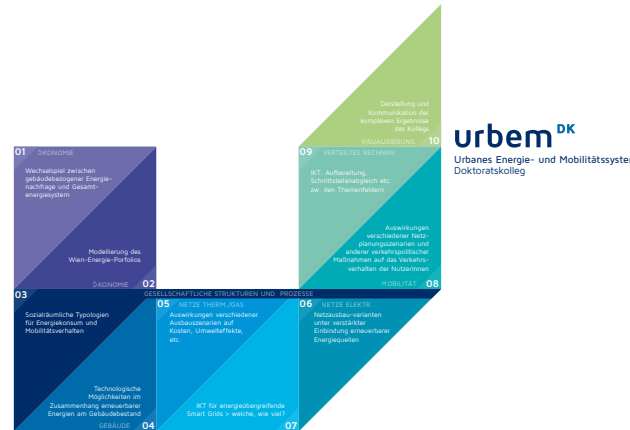 Darstellung und
Kommunikation der
komplexen Ergebnisse
des Kollegs
VISUALISIERUNG 10
urbem DK
Urbanes Energie- und Mobilitätssystem
Doktoratskolleg
01 ÖKONOMIE
Wechselspiel zwischen
gebäudebezogener Energie-
nachfrage und Gesamt-
energiesystem
Modellierung des
Wien-Energie-Porfolios
ÖKONOMIE 02
09 VERTEILTES RECHNEN
IKT: Aufbereitung,
Schnittstellenabgleich etc.
zw. den Themenfeldern
Auswirkungen
verschiedener Netz-
planungsszenarien und
anderer verkehrspolitischer
Maßnahmen auf das Verkehrs-
verhalten der NutzerInnen
MOBILITÄT 08
03 GESELLSCHAFTLICHE STRUKTUREN UND PROZESSE
Sozialräumliche Typologien
für Energiekonsum und
Mobilitätsverhalten
Technologische
Möglichkeiten im
Zusammenhang erneuerbarer
Energien am Gebäudebestand
GEBÄUDE 04
05 NETZE THERM./GAS
Auswirkungen verschiedener
Ausbauszenarien auf
Kosten, Umwelteffekte,
etc.
IKT für energieübergreifende
Smart Grids > welche, wie viel?
07
06 NETZE ELEKTR.
Netzausbau-varianten
unter verstärkter
Einbindung erneuerbarer
Energiequellen